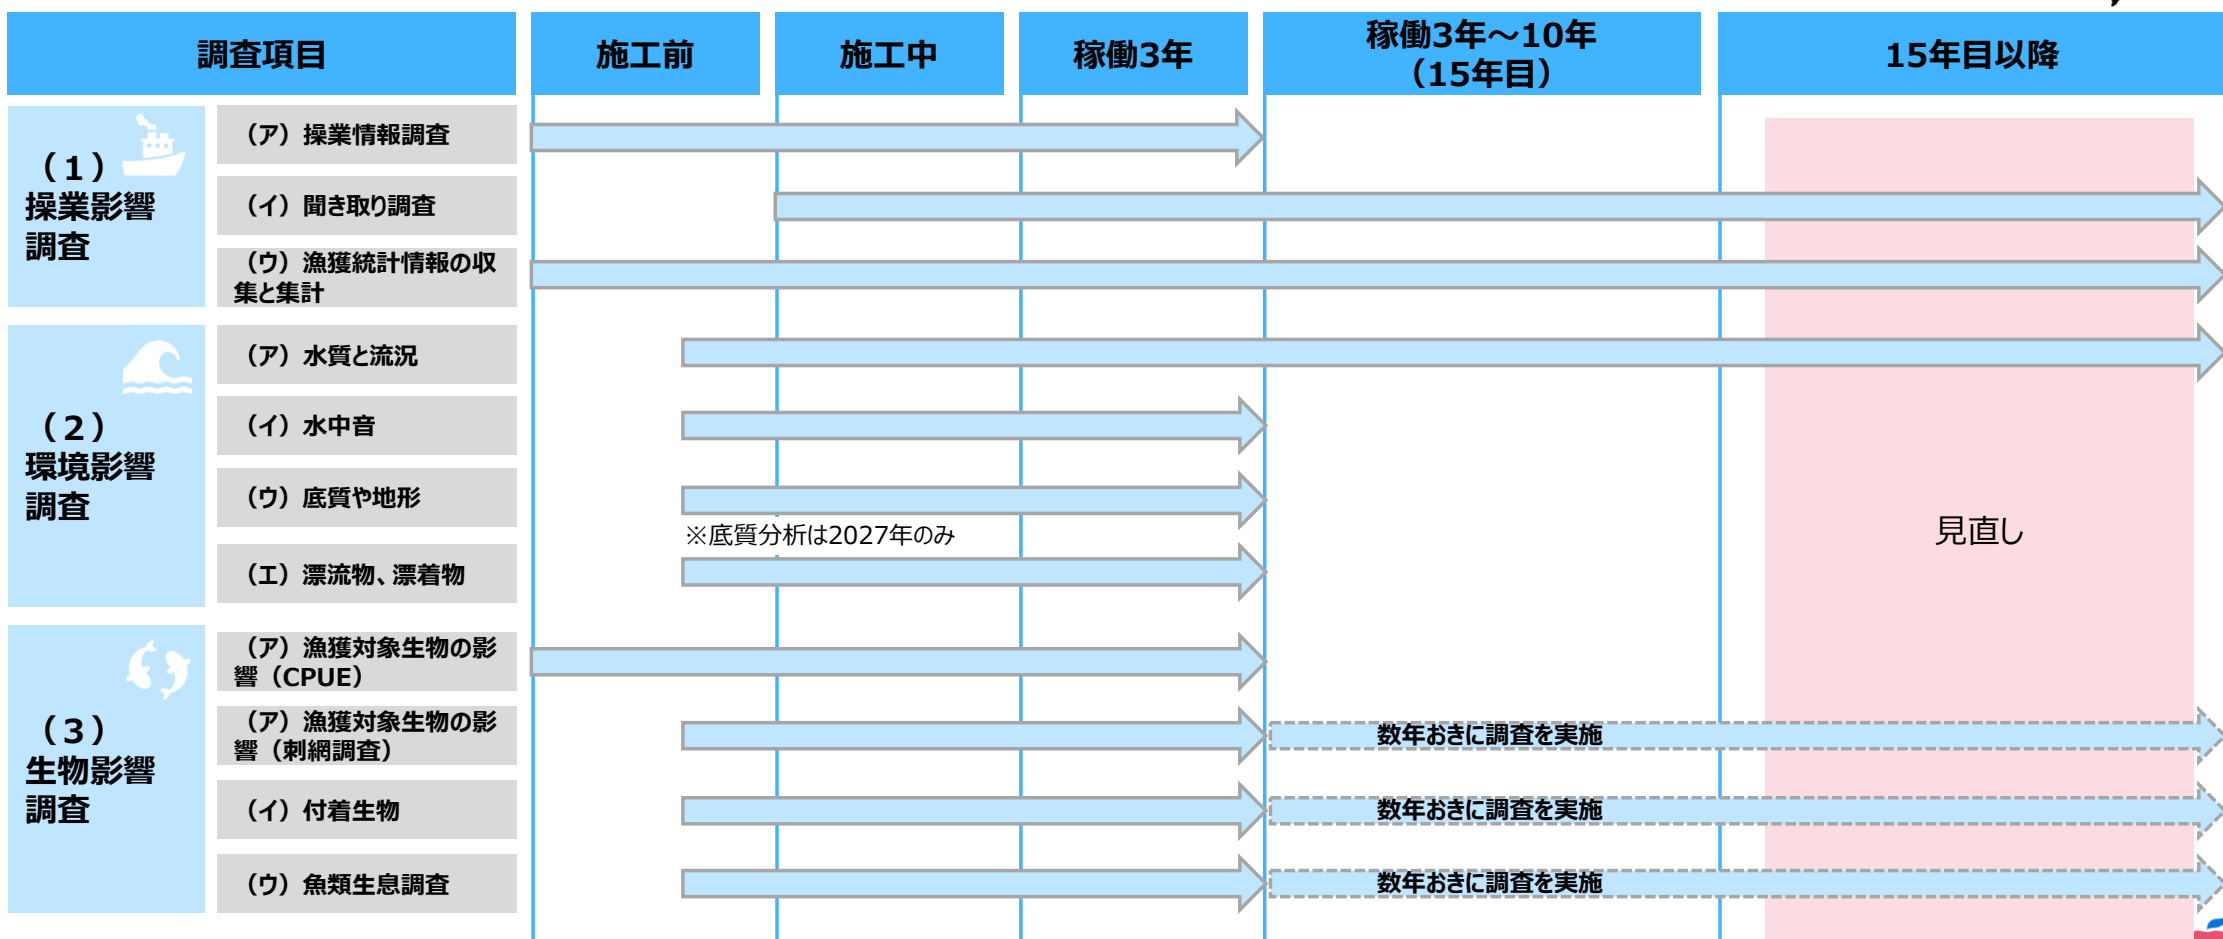 調査項目
施工前
施工中
稼働3年
稼働3年～10年
（15年目）
15年目以降
（1）
操業影響
調査
（ア）操業情報調査
（イ）聞き取り調査
（ウ）漁獲統計情報の収
集と集計
（2）
環境影響
調査
（ア）水質と流況
（イ）水中音
（ウ）底質や地形
※底質分析は2027年のみ
（エ）漂流物、漂着物
（3）
生物影響
調査
（ア）漁獲対象生物の影
響（CPUE）
（ア）漁獲対象生物の影
響（刺網調査）
数年おきに調査を実施
（イ）付着生物
数年おきに調査を実施
（ウ）魚類生息調査
数年おきに調査を実施
見直し